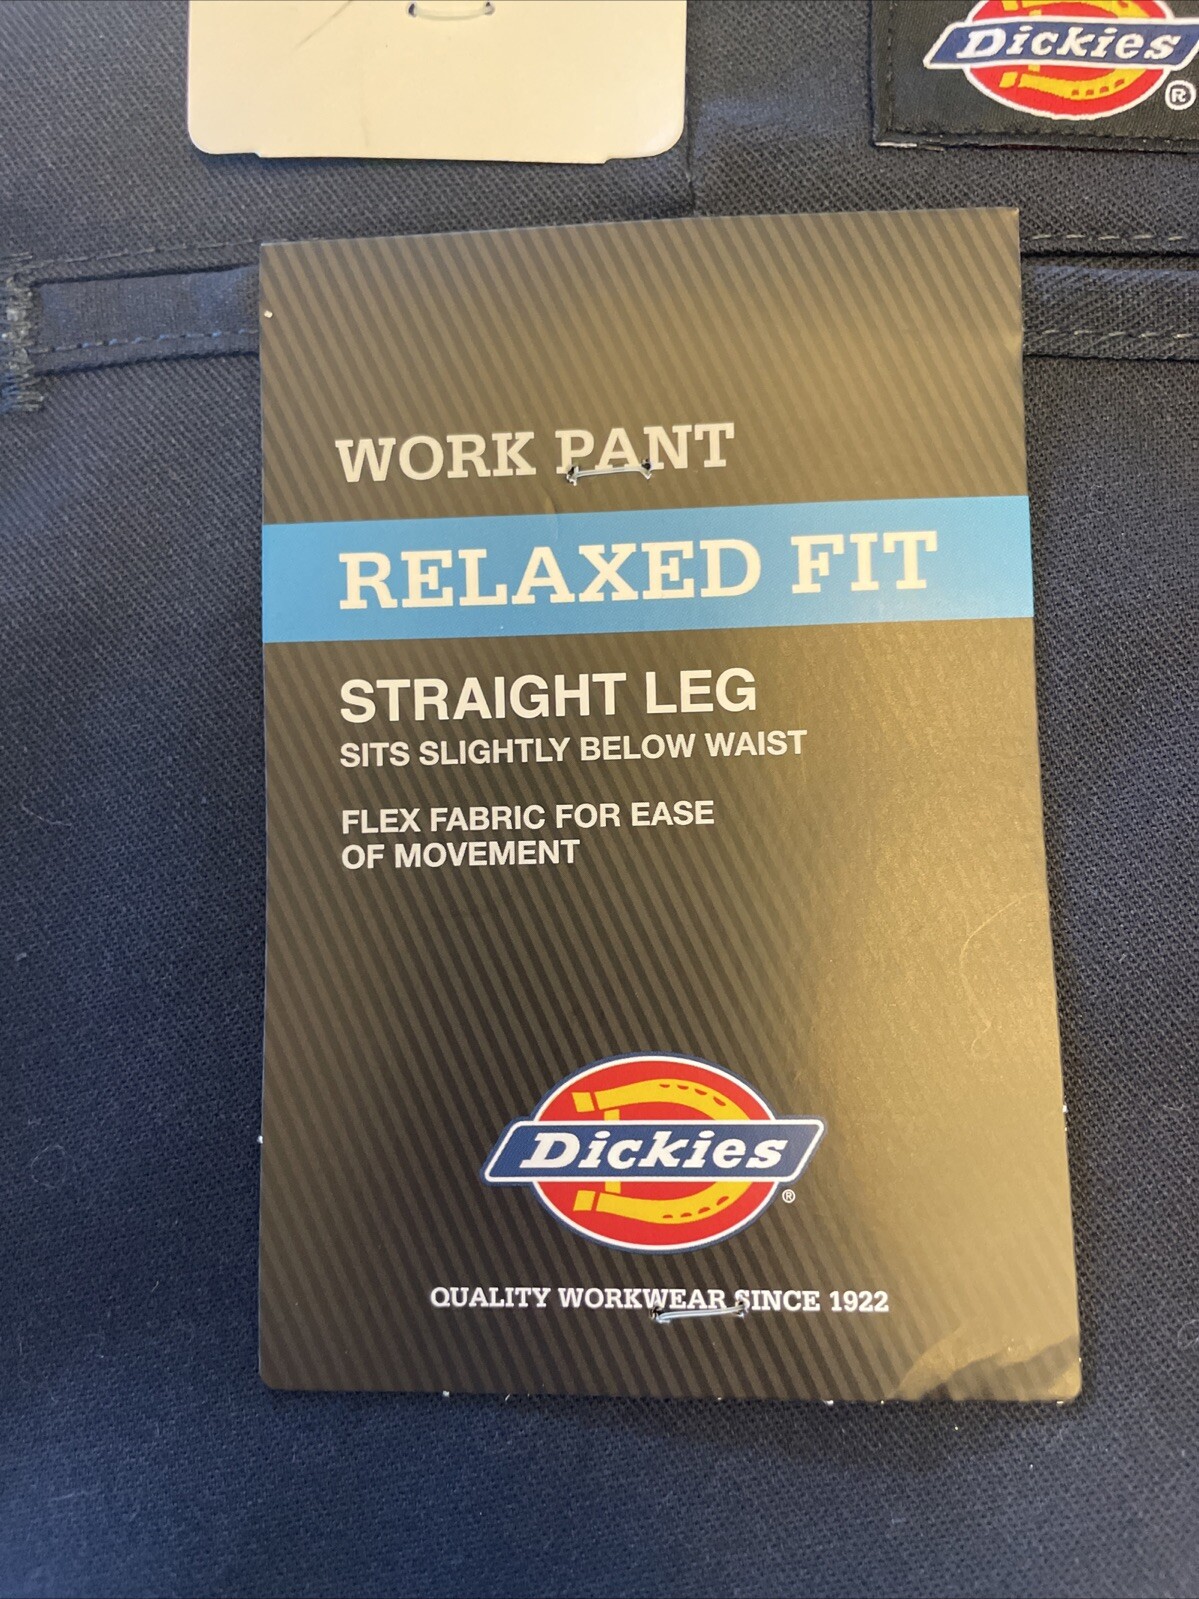 Dickies
®
WORK PANT
RELAXED FIT
STRAIGHT LEG
SITS SLIGHTLY BELOW WAIST
FLEX FABRIC FOR EASE
OF MOVEMENT
Dickies
®
QUALITY WORKWEAR SINCE 1922